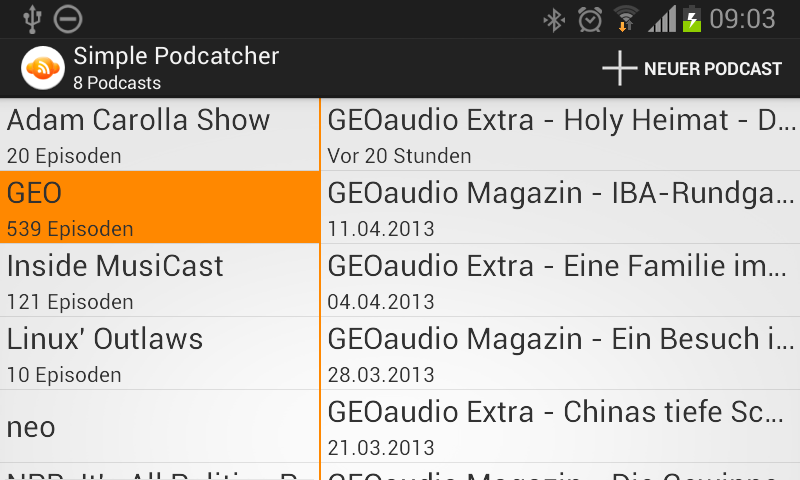 09:03
Simple Podcatcher
8 Podcasts
NEUER PODCAST
Adam Carolla Show
20 Episoden
GEO
539 Episoden
Inside MusiCast
121 Episoden
Linux' Outlaws
10 Episoden
neo
GEOaudio Extra - Holy Heimat - D...
Vor 20 Stunden
GEOaudio Magazin - IBA-Rundga...
11.04.2013
GEOaudio Extra - Eine Familie im...
04.04.2013
GEOaudio Magazin - Ein Besuch i...
28.03.2013
GEOaudio Extra - Chinas tiefe Sc...
21.03.2013
GEOaudio Magazin - Die